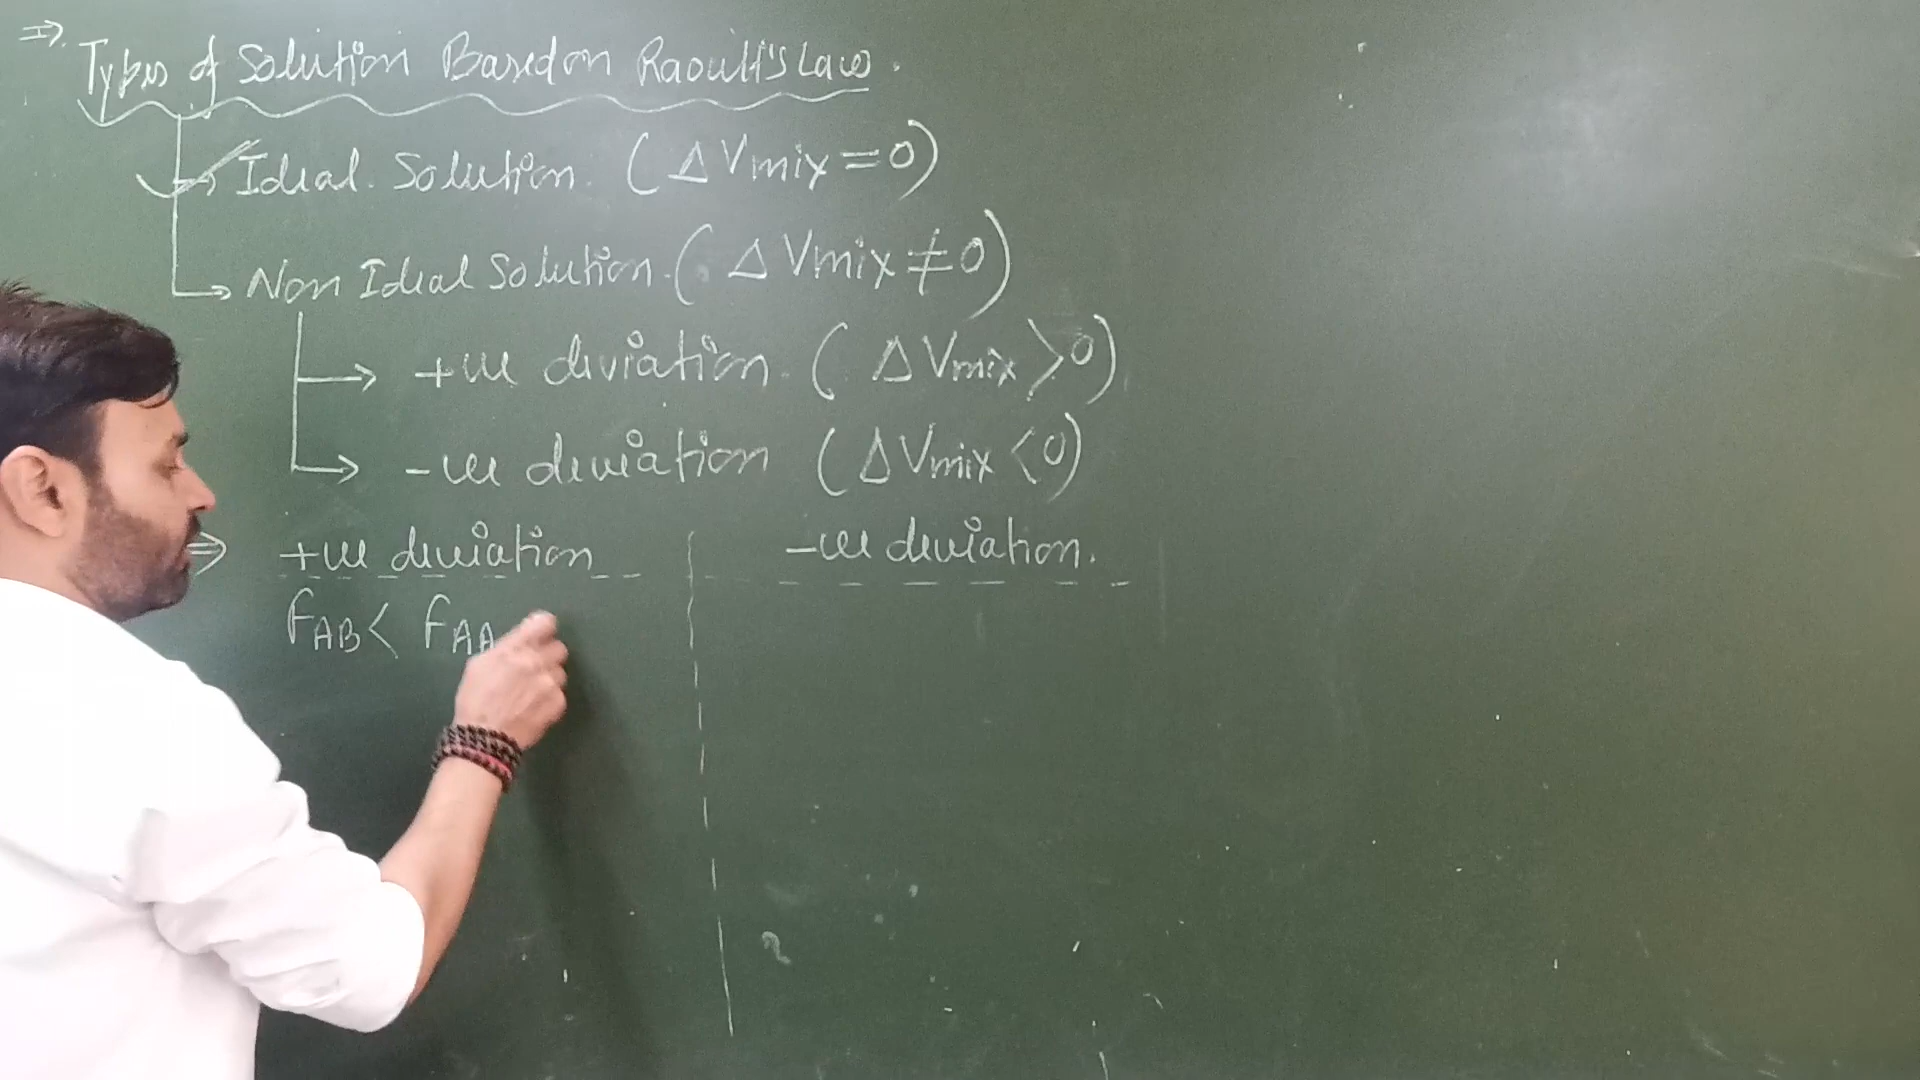 ⇒ Types of Solution Based on Raoult's Law.
→ Ideal. Solution. (ΔVmix = 0)
→ Non Ideal Solution. (ΔVmix ≠ 0)
→ +ve deviation. (ΔVmix > 0)
→ -ve deviation (ΔVmix < 0)
⇒ +ve deviation
FAB < FAA
-ve deviation.